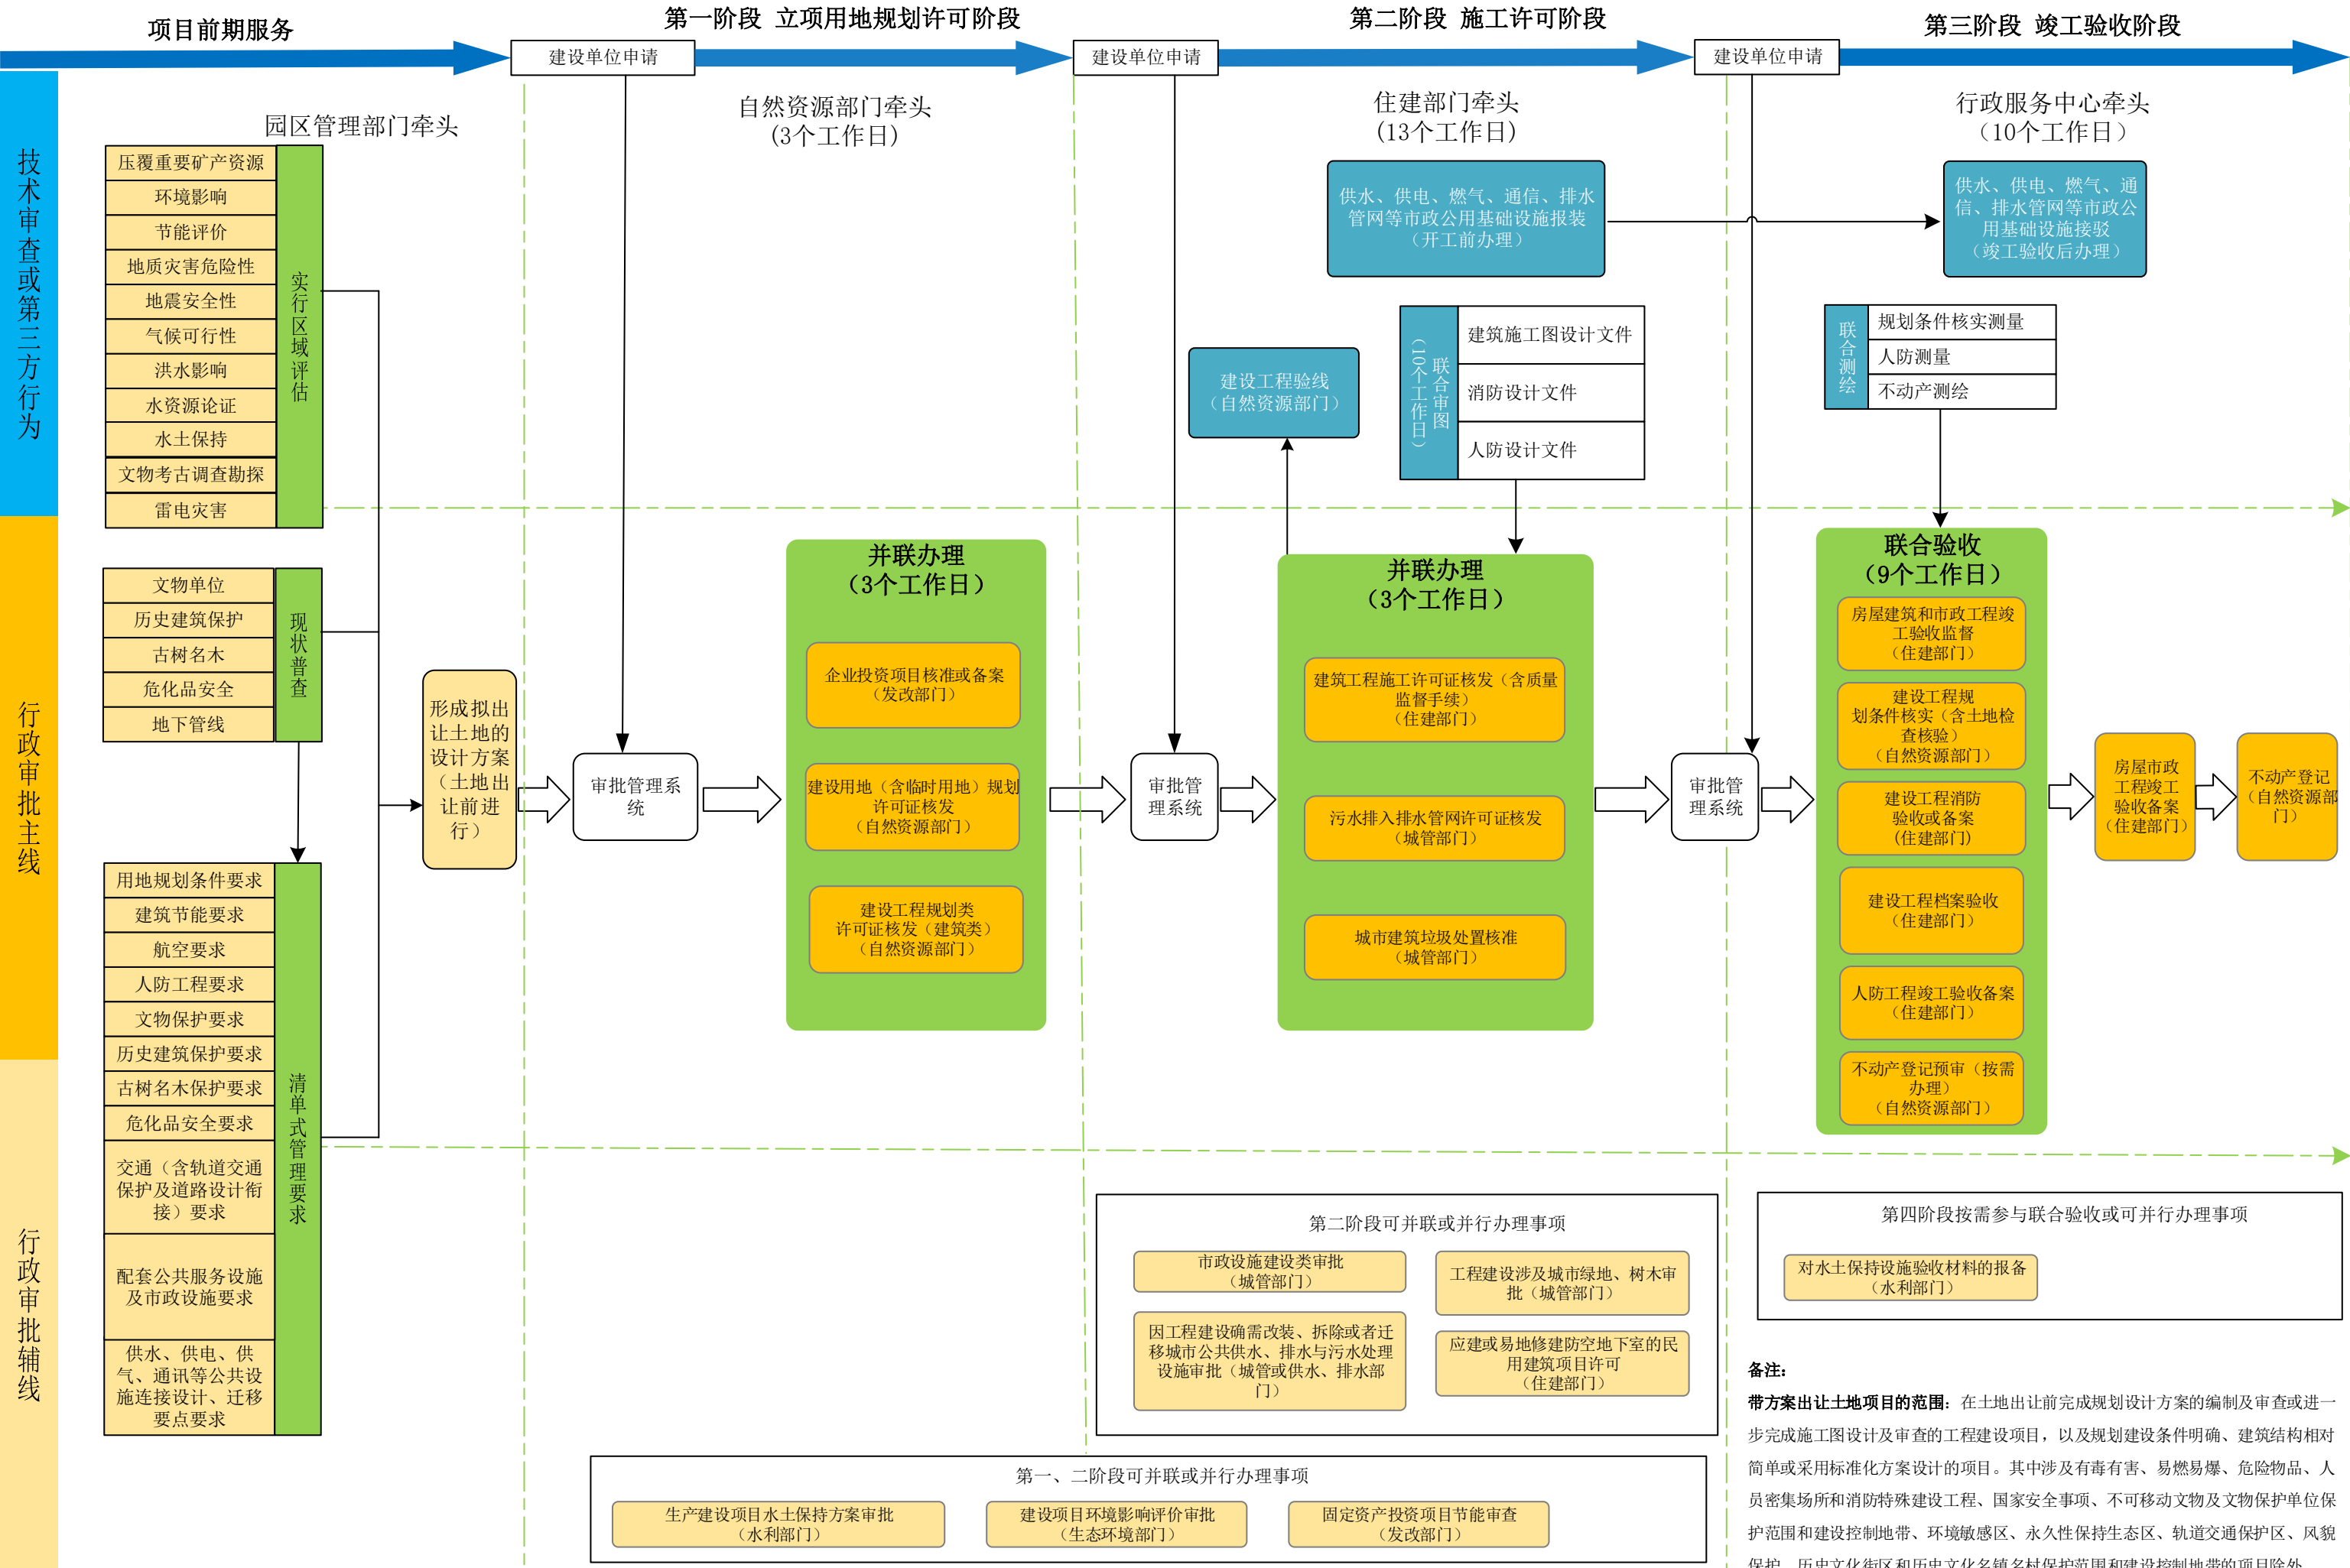 项目前期服务
第一阶段 立项用地规划许可阶段
第二阶段 施工许可阶段
第三阶段 竣工验收阶段
建设单位申请
建设单位申请
建设单位申请
技术审查或第三方行为
行政审批主线
行政审批辅线
园区管理部门牵头
压覆重要矿产资源
环境影响
节能评价
地质灾害危险性
地震安全性
气候可行性
洪水影响
水资源论证
水土保持
文物考古调查勘探
雷电灾害
实行区域评估
文物单位
历史建筑保护
古树名木
危化品安全
地下管线
现状普查
用地规划条件要求
建筑节能要求
航空要求
人防工程要求
文物保护要求
历史建筑保护要求
古树名木保护要求
危化品安全要求
交通（含轨道交通
保护及道路设计衔
接）要求
配套公共服务设施
及市政设施要求
供水、供电、供
气、通讯等公共设
施连接设计、迁移
要点要求
清单式管理要求
形成拟出
让土地的
设计方案
（土地出
让前进
行）
自然资源部门牵头
(3个工作日)
审批管理系
统
并联办理
（3个工作日）
企业投资项目核准或备案
（发改部门）
建设用地（含临时用地）规划
许可证核发
（自然资源部门）
建设工程规划类
许可证核发（建筑类）
（自然资源部门）
住建部门牵头
(13个工作日)
供水、供电、燃气、通信、排水
管网等市政公用基础设施报装
（开工前办理）
建设工程验线
（自然资源部门）
联合审图
（10个工作日）
建筑施工图设计文件
消防设计文件
人防设计文件
审批管
理系统
并联办理
（3个工作日）
建筑工程施工许可证核发（含质量
监督手续）
（住建部门）
污水排入排水管网许可证核发
（城管部门）
城市建筑垃圾处置核准
（城管部门）
行政服务中心牵头
（10个工作日）
供水、供电、燃气、通
信、排水管网等市政公
用基础设施接驳
（竣工验收后办理）
联合测绘
规划条件核实测量
人防测量
不动产测绘
审批管
理系统
联合验收
（9个工作日）
房屋建筑和市政工程竣
工验收监督
（住建部门）
建设工程规
划条件核实（含土地检
查核验）
（自然资源部门）
建设工程消防
验收或备案
(住建部门)
建设工程档案验收
（住建部门）
人防工程竣工验收备案
（住建部门）
不动产登记预审（按需
办理）
（自然资源部门）
房屋市政
工程竣工
验收备案
（住建部门）
不动产登记
（自然资源部
门）
第二阶段可并联或并行办理事项
市政设施建设类审批
（城管部门）
工程建设涉及城市绿地、树木审
批（城管部门）
因工程建设确需改装、拆除或者迁
移城市公共供水、排水与污水处理
设施审批（城管或供水、排水部
门）
应建或易地修建防空地下室的民
用建筑项目许可
（住建部门）
第四阶段按需参与联合验收或可并行办理事项
对水土保持设施验收材料的报备
（水利部门）
第一、二阶段可并联或并行办理事项
生产建设项目水土保持方案审批
（水利部门）
建设项目环境影响评价审批
（生态环境部门）
固定资产投资项目节能审查
（发改部门）
备注：
带方案出让土地项目的范围：在土地出让前完成规划设计方案的编制及审查或进一
步完成施工图设计及审查的工程建设项目，以及规划建设条件明确、建筑结构相对
简单或采用标准化方案设计的项目。其中涉及有毒有害、易燃易爆、危险物品、人
员密集场所和消防特殊建设工程、国家安全事项、不可移动文物及文物保护单位保
护范围和建设控制地带、环境敏感区、永久性保持生态区、轨道交通保护区、风貌
保护、历史文化街区和历史文化名镇名村保护范围和建设控制地带的项目除外